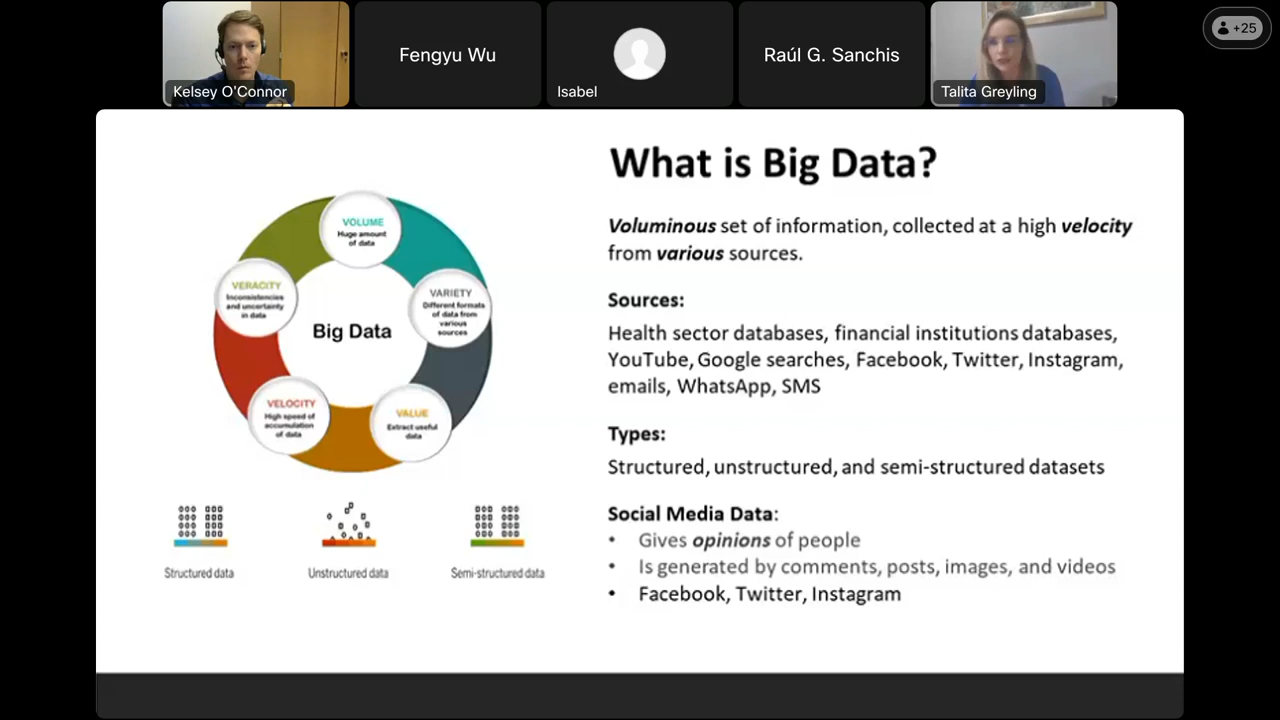 Kelsey O'Connor
Fengyu Wu
Isabel
Raúl G. Sanchis
Talita Greyling
+25
What is Big Data?
Voluminous set of information, collected at a high velocity
from various sources.
Sources:
Health sector databases, financial institutions databases,
YouTube, Google searches, Facebook, Twitter, Instagram,
emails, WhatsApp, SMS
Types:
Structured, unstructured, and semi-structured datasets
Social Media Data:
• Gives opinions of people
• Is generated by comments, posts, images, and videos
• Facebook, Twitter, Instagram
VOLUME
Huge amount
of data
VERACITY
Inconsistencies
and uncertainty
in data
VARIETY
Different formats
of data from
various
sources
Big Data
VELOCITY
High speed of
accumulation
of data
VALUE
Extract useful
data
Structured data
Unstructured data
Semi-structured data